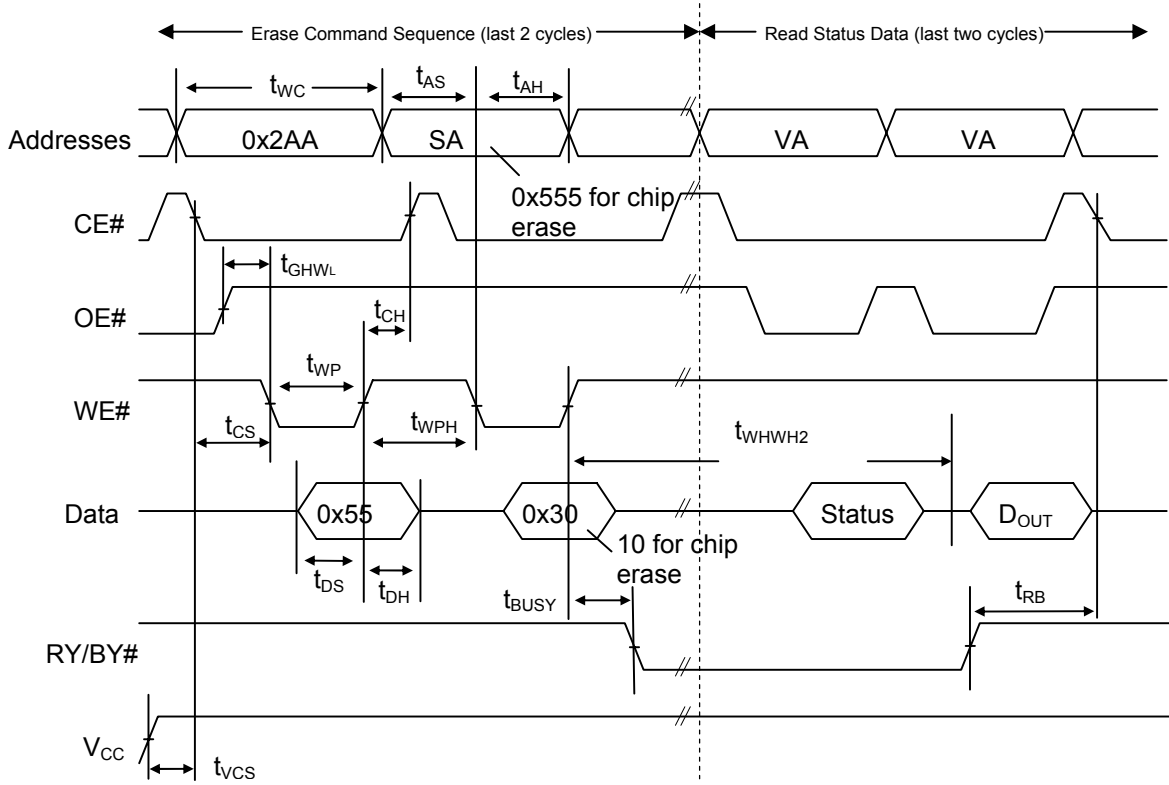 Erase Command Sequence (last 2 cycles)
Read Status Data (last two cycles)
tWC
tAS
tAH
Addresses
0x2AA
SA
VA
VA
0x555 for chip
erase
CE#
tGHWL
OE#
tCH
tWP
WE#
tCS
tWPH
tWHWH2
Data
0x55
0x30
Status
DOUT
10 for chip
erase
tDS
tDH
tBUSY
tRB
RY/BY#
VCC
tVCS